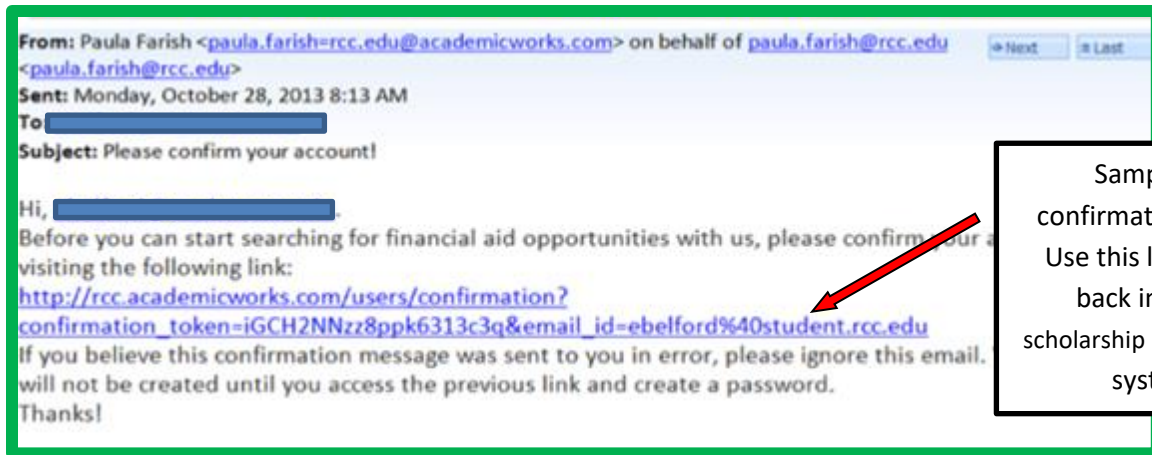 From: Paula Farish <paula.farish=rcc.edu@academicworks.com> on behalf of paula.farish@rcc.edu
<paula.farish@rcc.edu>
Next Last
Sent: Monday, October 28, 2013 8:13 AM
To
Subject: Please confirm your account!
Hi, .
Before you can start searching for financial aid opportunities with us, please confirm your a
visiting the following link:
http://rcc.academicworks.com/users/confirmation?
confirmation_token=iGCH2NNzz8ppk6313c3q&email_id=ebelford%40student.rcc.edu
If you believe this confirmation message was sent to you in error, please ignore this email.
will not be created until you access the previous link and create a password.
Thanks!
Samp
confirmat
Use this l
back in
scholarship
syst